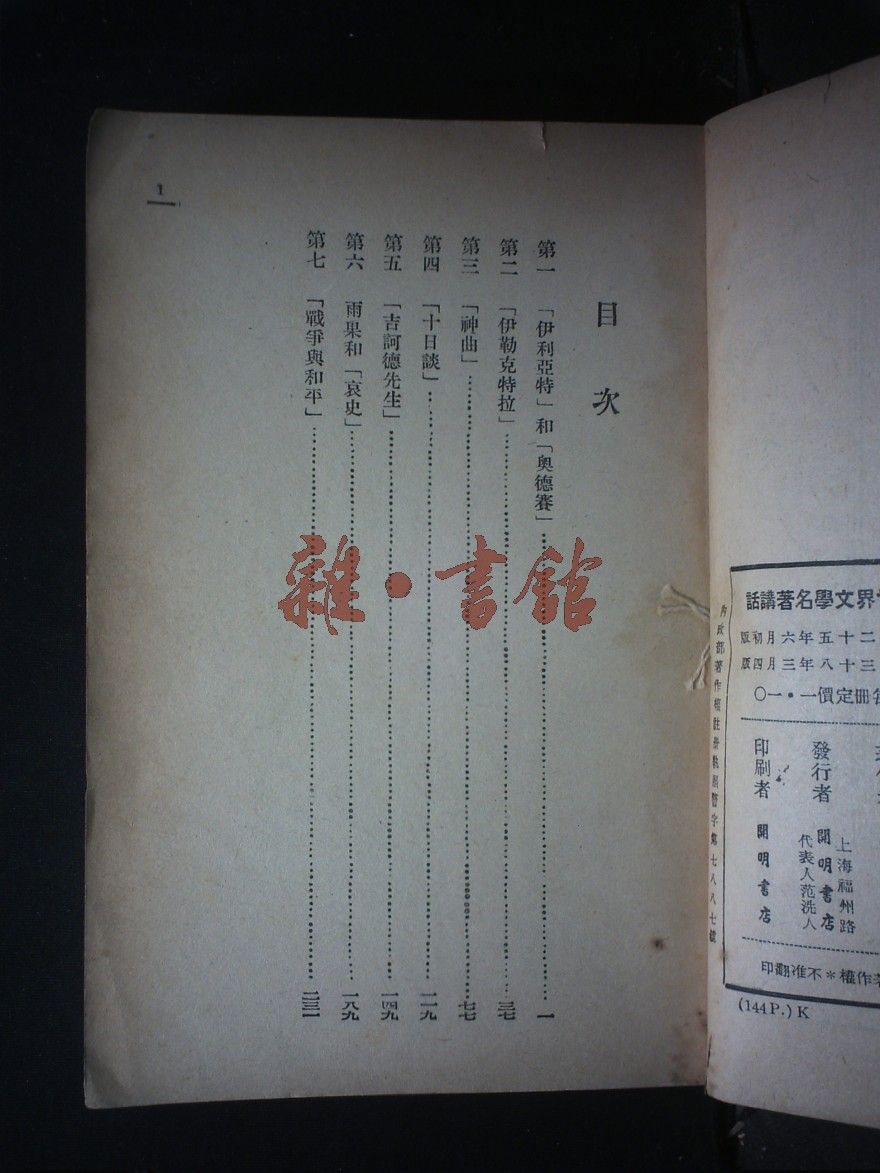 1
目次
第一 「伊利亞特」和「奧德賽」 一
第二 「伊勒克特拉」 三七
第三 「神曲」 七七
第四 「十日談」 一一九
第五 「吉訶德先生」 一四九
第六 雨果和「哀史」 一八九
第七 「戰爭與和平」 二三一
雜·書館
界文學名著講話
二十五年六月初版
三十八年三月四版
冊定價一·一〇
發行者 開明書店
上海福州路
代表人范洗人
印刷者 開明書店
著作權＊不准翻印
內政部著作權註册執照警字第七八八七號
(144P.)K